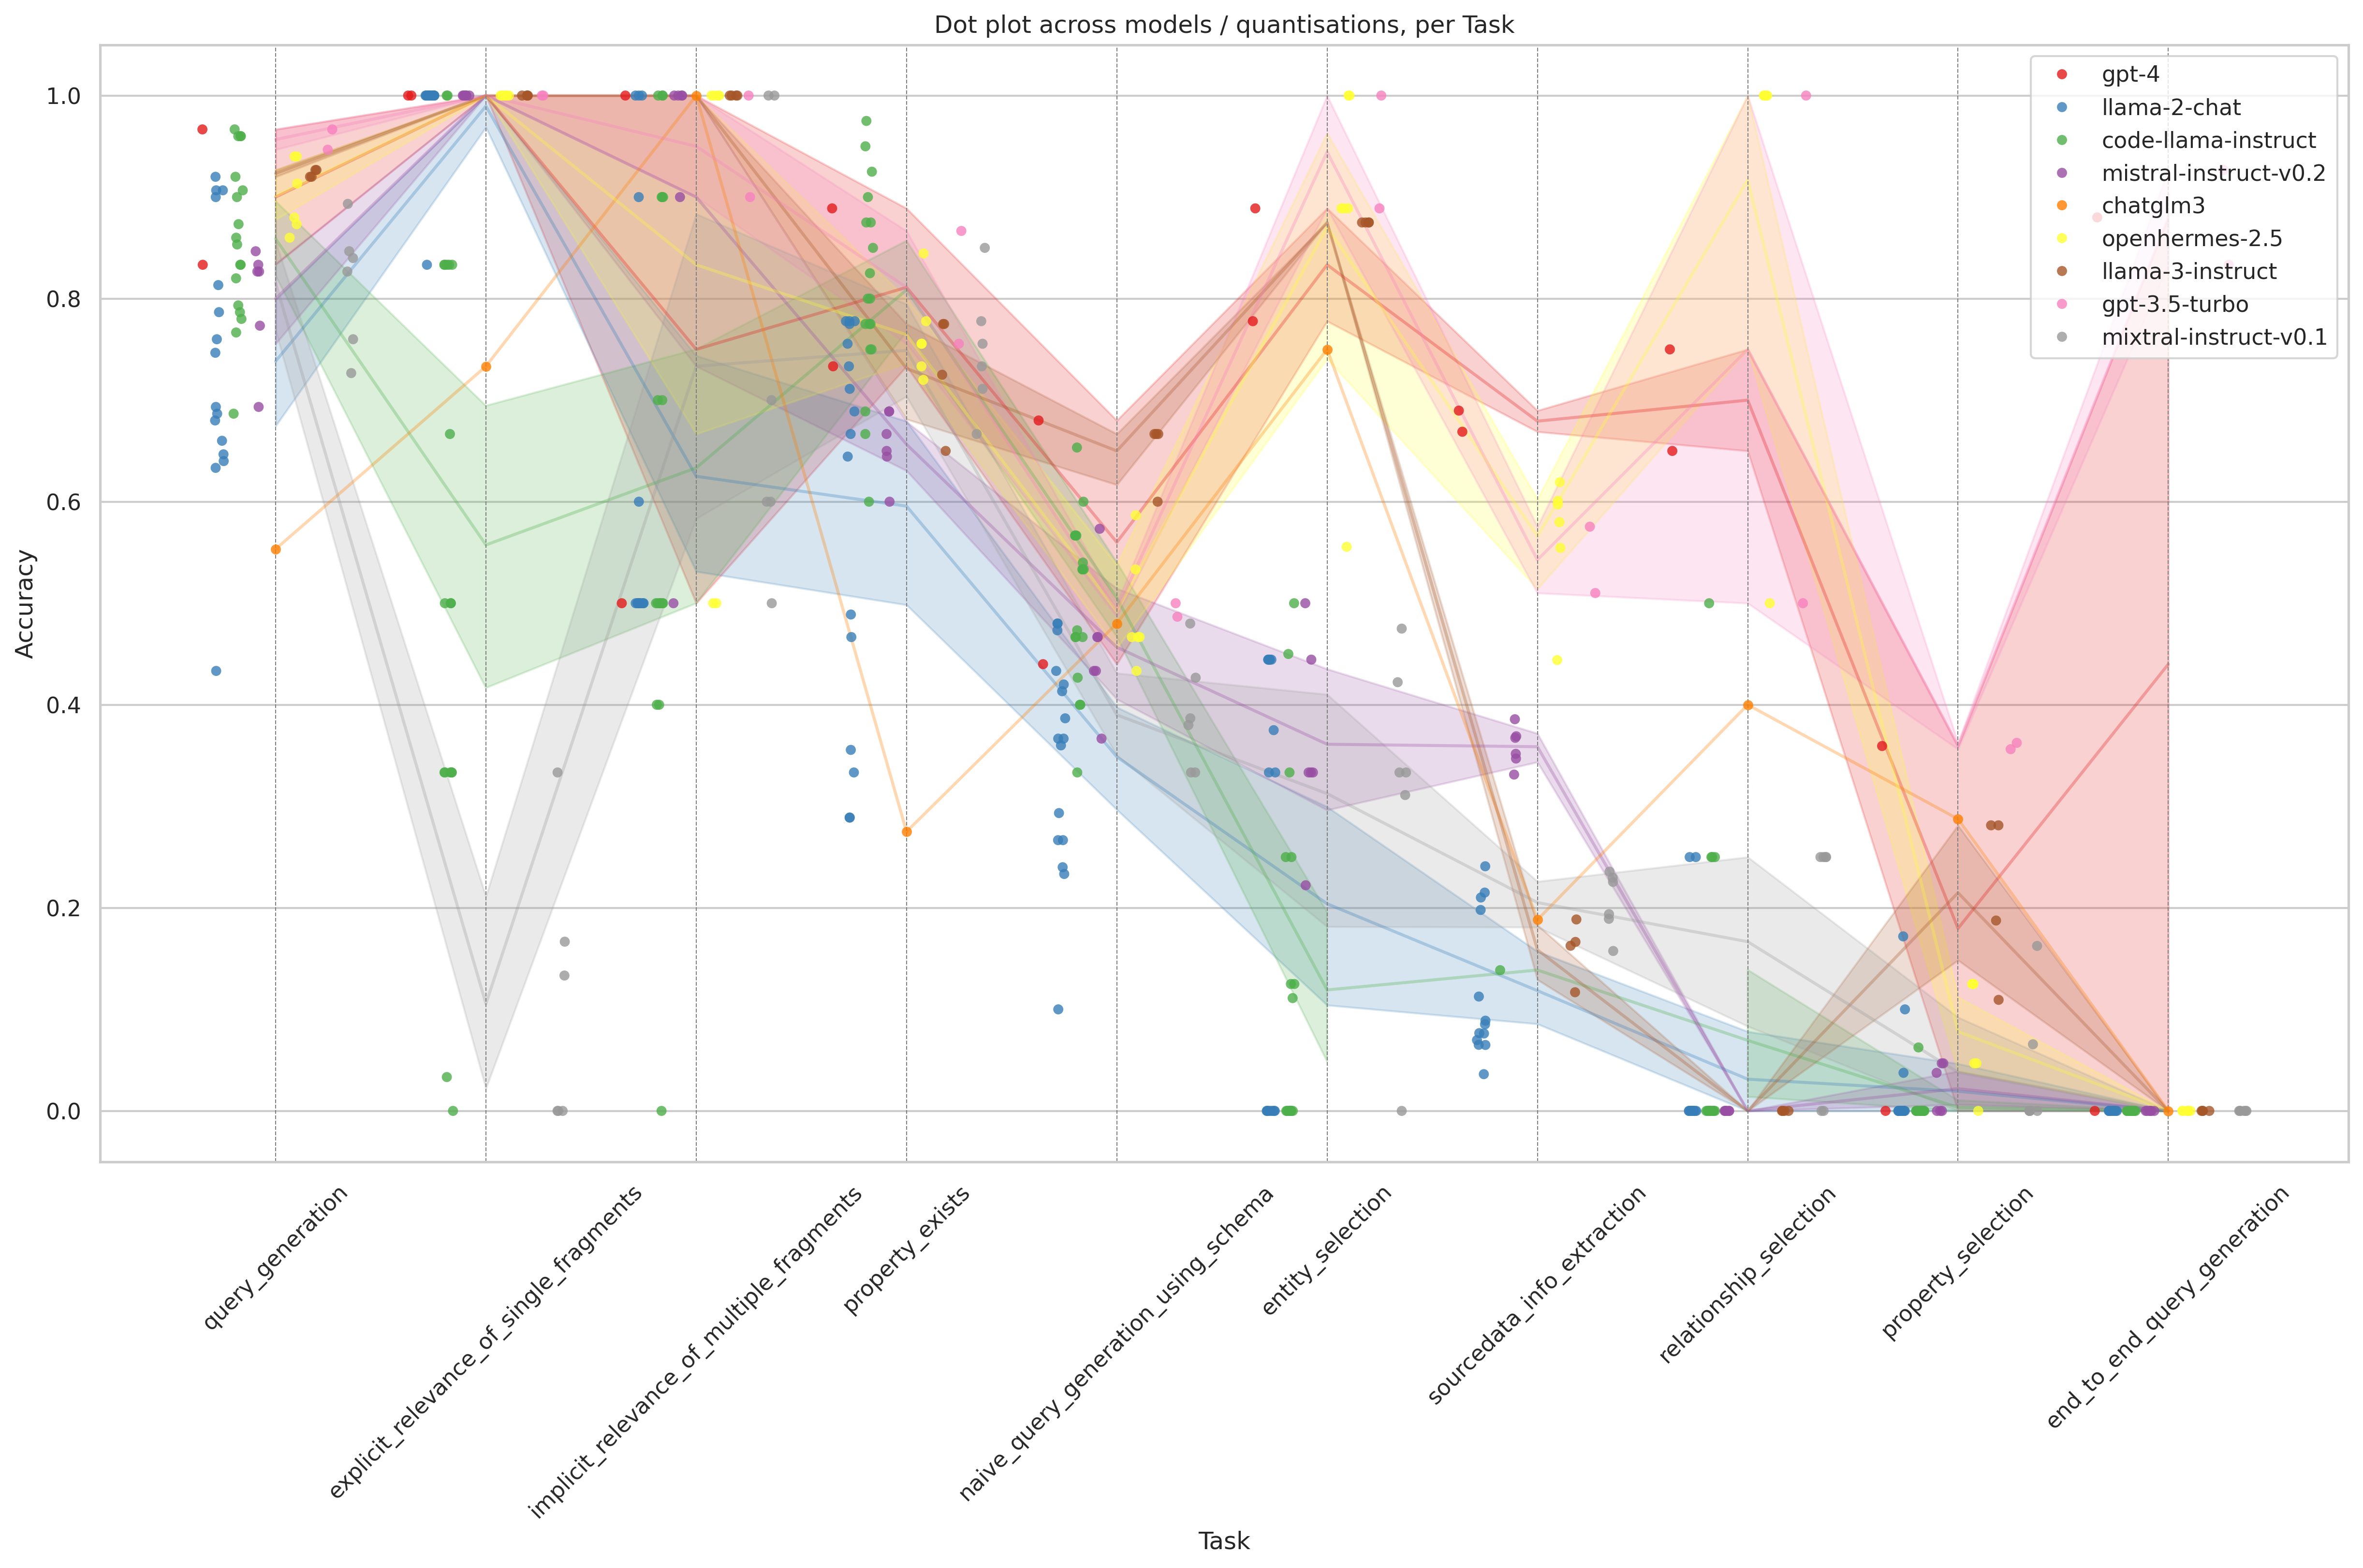 Dot plot across models / quantisations, per Task
gpt-4
llama-2-chat
code-llama-instruct
mistral-instruct-v0.2
chatglm3
openhermes-2.5
llama-3-instruct
gpt-3.5-turbo
mixtral-instruct-v0.1
Accuracy
1.0
0.8
0.6
0.4
0.2
0.0
query_generation
explicit_relevance_of_single_fragments
implicit_relevance_of_multiple_fragments
property_exists
naive_query_generation_using_schema
entity_selection
sourcedata_info_extraction
relationship_selection
property_selection
end_to_end_query_generation
Task